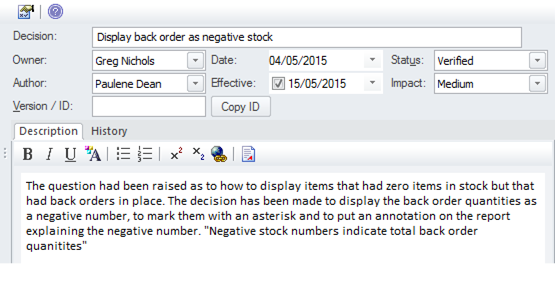 Decision: Display back order as negative stock
Owner: Greg Nichols Date: 04/05/2015 Status: Verified
Author: Paulene Dean Effective: 15/05/2015 Impact: Medium
Version / ID: Copy ID
Description History
B I U A x² x₂
The question had been raised as to how to display items that had zero items in stock but that
had back orders in place. The decision has been made to display the back order quantities as
a negative number, to mark them with an asterisk and to put an annotation on the report
explaining the negative number. "Negative stock numbers indicate total back order
quanitites"